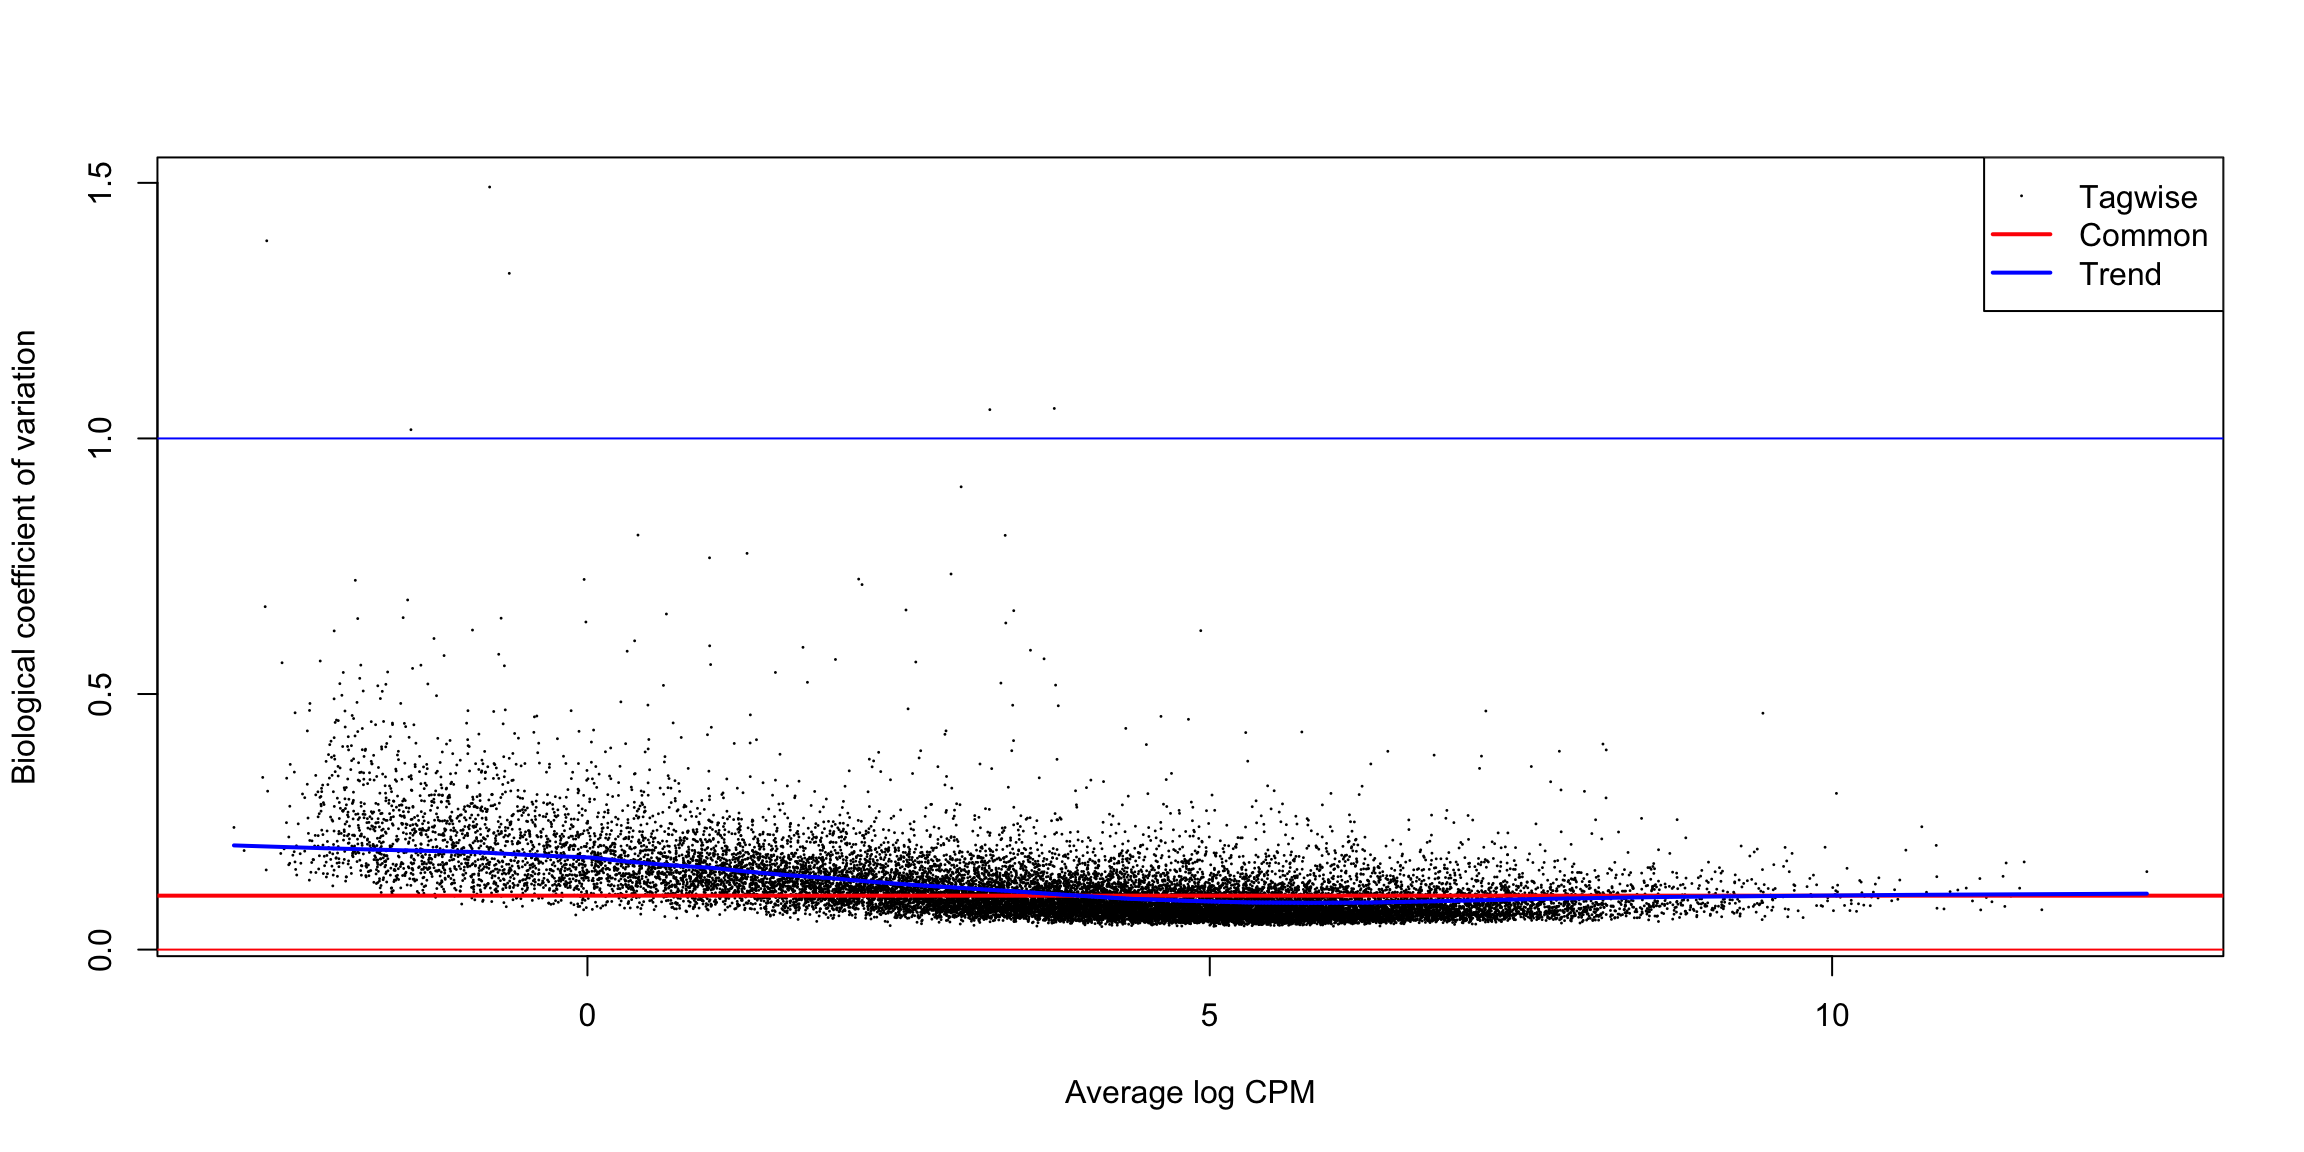 Tagwise
Common
Trend
Biological coefficient of variation
1.5
1.0
0.5
0.0
0
5
10
Average log CPM